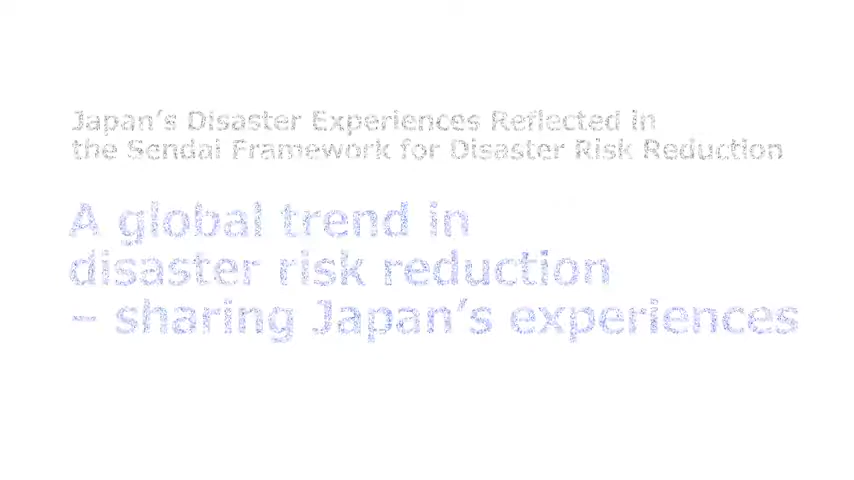 Japan's Disaster Experiences Reflected in
the Sendai Framework for Disaster Risk Reduction
A global trend in
disaster risk reduction
– sharing Japan's experiences